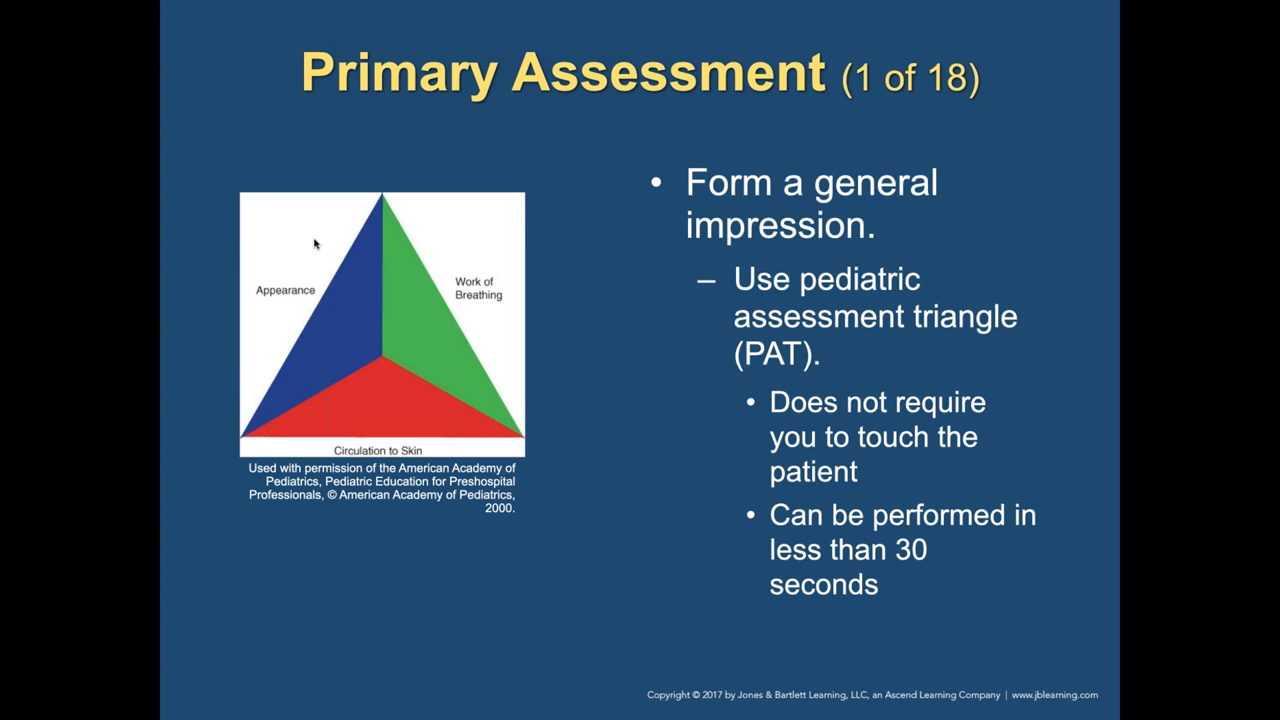 Primary Assessment (1 of 18)
Appearance
Work of
Breathing
Circulation to Skin
Used with permission of the American Academy of
Pediatrics, Pediatric Education for Preshospital
Professionals, © American Academy of Pediatrics,
2000.
• Form a general
impression.
– Use pediatric
assessment triangle
(PAT).
• Does not require
you to touch the
patient
• Can be performed in
less than 30
seconds
Copyright © 2017 by Jones & Bartlett Learning, LLC, an Ascend Learning Company | www.jblearning.com